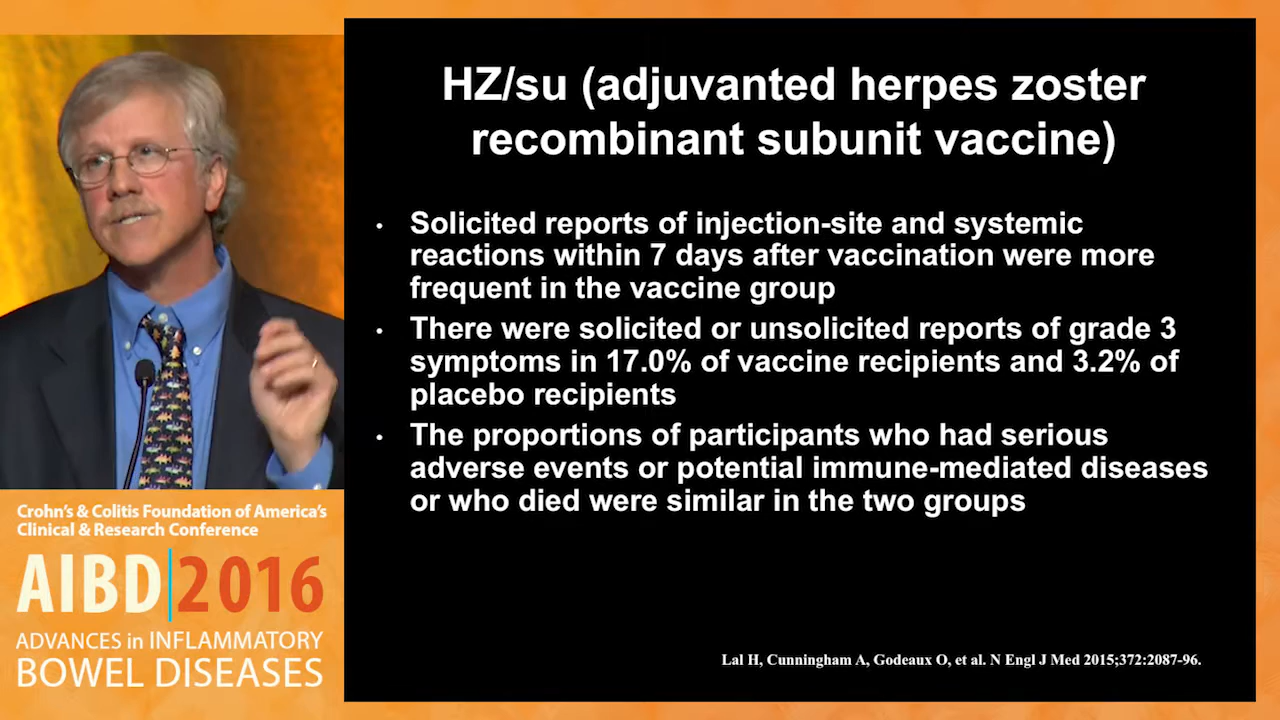 HZ/su (adjuvanted herpes zoster
recombinant subunit vaccine)
• Solicited reports of injection-site and systemic
reactions within 7 days after vaccination were more
frequent in the vaccine group
• There were solicited or unsolicited reports of grade 3
symptoms in 17.0% of vaccine recipients and 3.2% of
placebo recipients
• The proportions of participants who had serious
adverse events or potential immune-mediated diseases
or who died were similar in the two groups
Lal H, Cunningham A, Godeaux O, et al. N Engl J Med 2015;372:2087-96.
Crohn's & Colitis Foundation of America's
Clinical & Research Conference
AIBD|2016
ADVANCES in INFLAMMATORY
BOWEL DISEASES